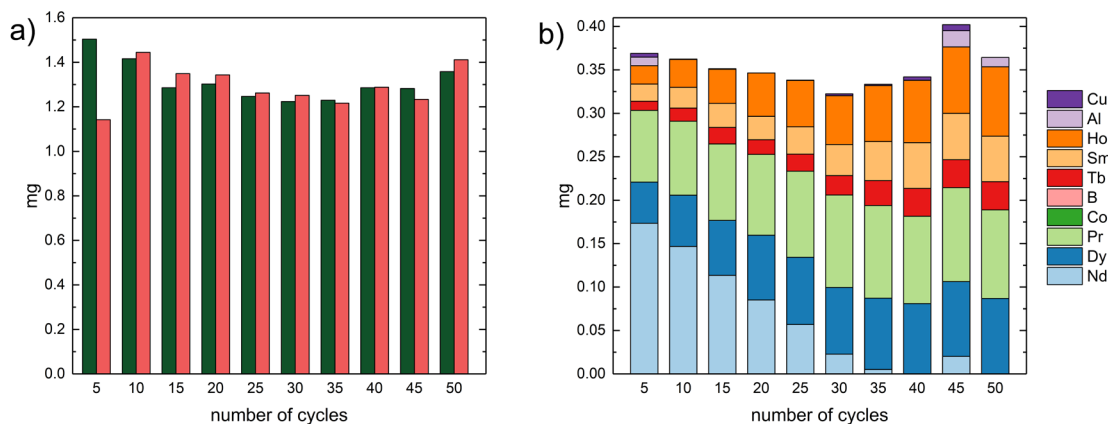 a)
mg
1.6
1.4
1.2
1.0
0.8
0.6
0.4
0.2
0.0
5 10 15 20 25 30 35 40 45 50
number of cycles
b)
mg
0.40
0.35
0.30
0.25
0.20
0.15
0.10
0.05
0.00
5 10 15 20 25 30 35 40 45 50
number of cycles
Cu
Al
Ho
Sm
Tb
B
Co
Pr
Dy
Nd